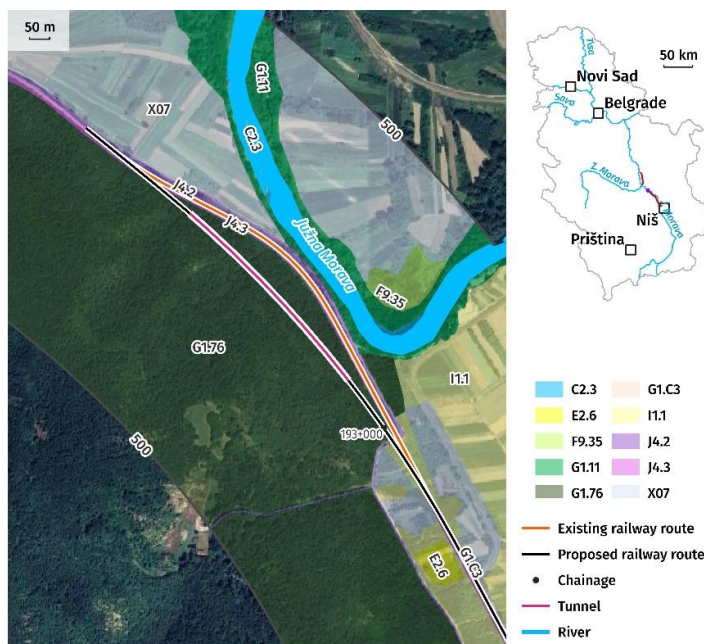 50 m
G1.11
X07
C2.3
500
J4.2
J4.3
Južna Morava
F9.35
G1.76
I1.1
193+000
500
G1.C3
E2.6
50 km
Tisa
Novi Sad
Sava
Belgrade
Z. Morava
Morava
Niš
Priština
C2.3
G1.C3
E2.6
I1.1
F9.35
J4.2
G1.11
J4.3
G1.76
X07
Existing railway route
Proposed railway route
Chainage
Tunnel
River